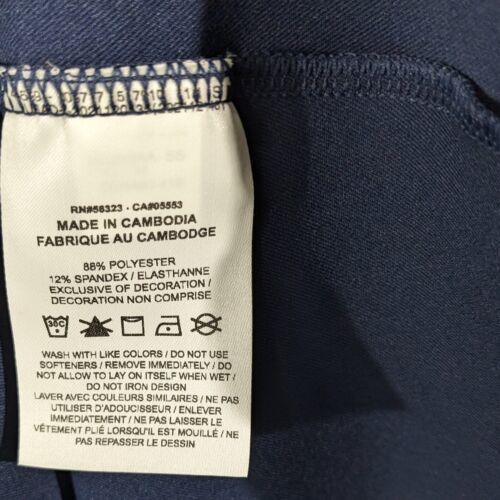 RN#56323 - CA#05553
MADE IN CAMBODIA
FABRIQUE AU CAMBODGE
88% POLYESTER
12% SPANDEX / ELASTHANNE
EXCLUSIVE OF DECORATION /
DECORATION NON COMPRISE
30C
WASH WITH LIKE COLORS / DO NOT USE
SOFTENERS / REMOVE IMMEDIATELY / DO
NOT ALLOW TO LAY ON ITSELF WHEN WET /
DO NOT IRON DESIGN
LAVER AVEC COULEURS SIMILAIRES / NE PAS
UTILISER D'ADOUCISSEUR / ENLEVER
IMMEDIATEMENT / NE PAS LAISSER LE
VÊTEMENT PLIÉ LORSQU'IL EST MOUILLÉ / NE
PAS REPASSER LE DESSIN